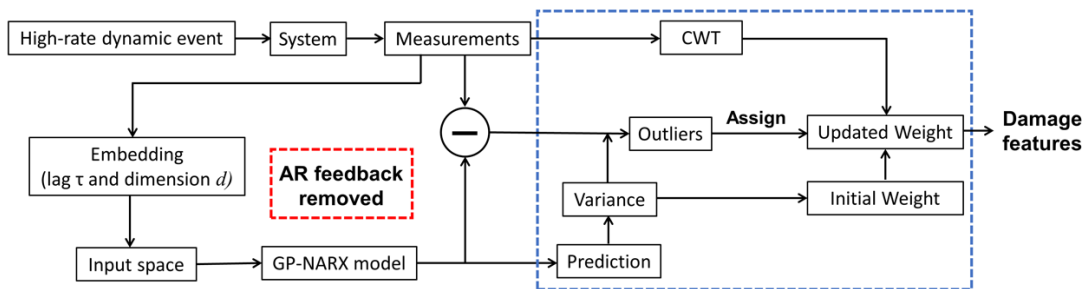 High-rate dynamic event
System
Measurements
CWT
Outliers
Assign
Updated Weight
Damage
features
Embedding
(lag τ and dimension d)
AR feedback
removed
Variance
Initial Weight
Input space
GP-NARX model
Prediction